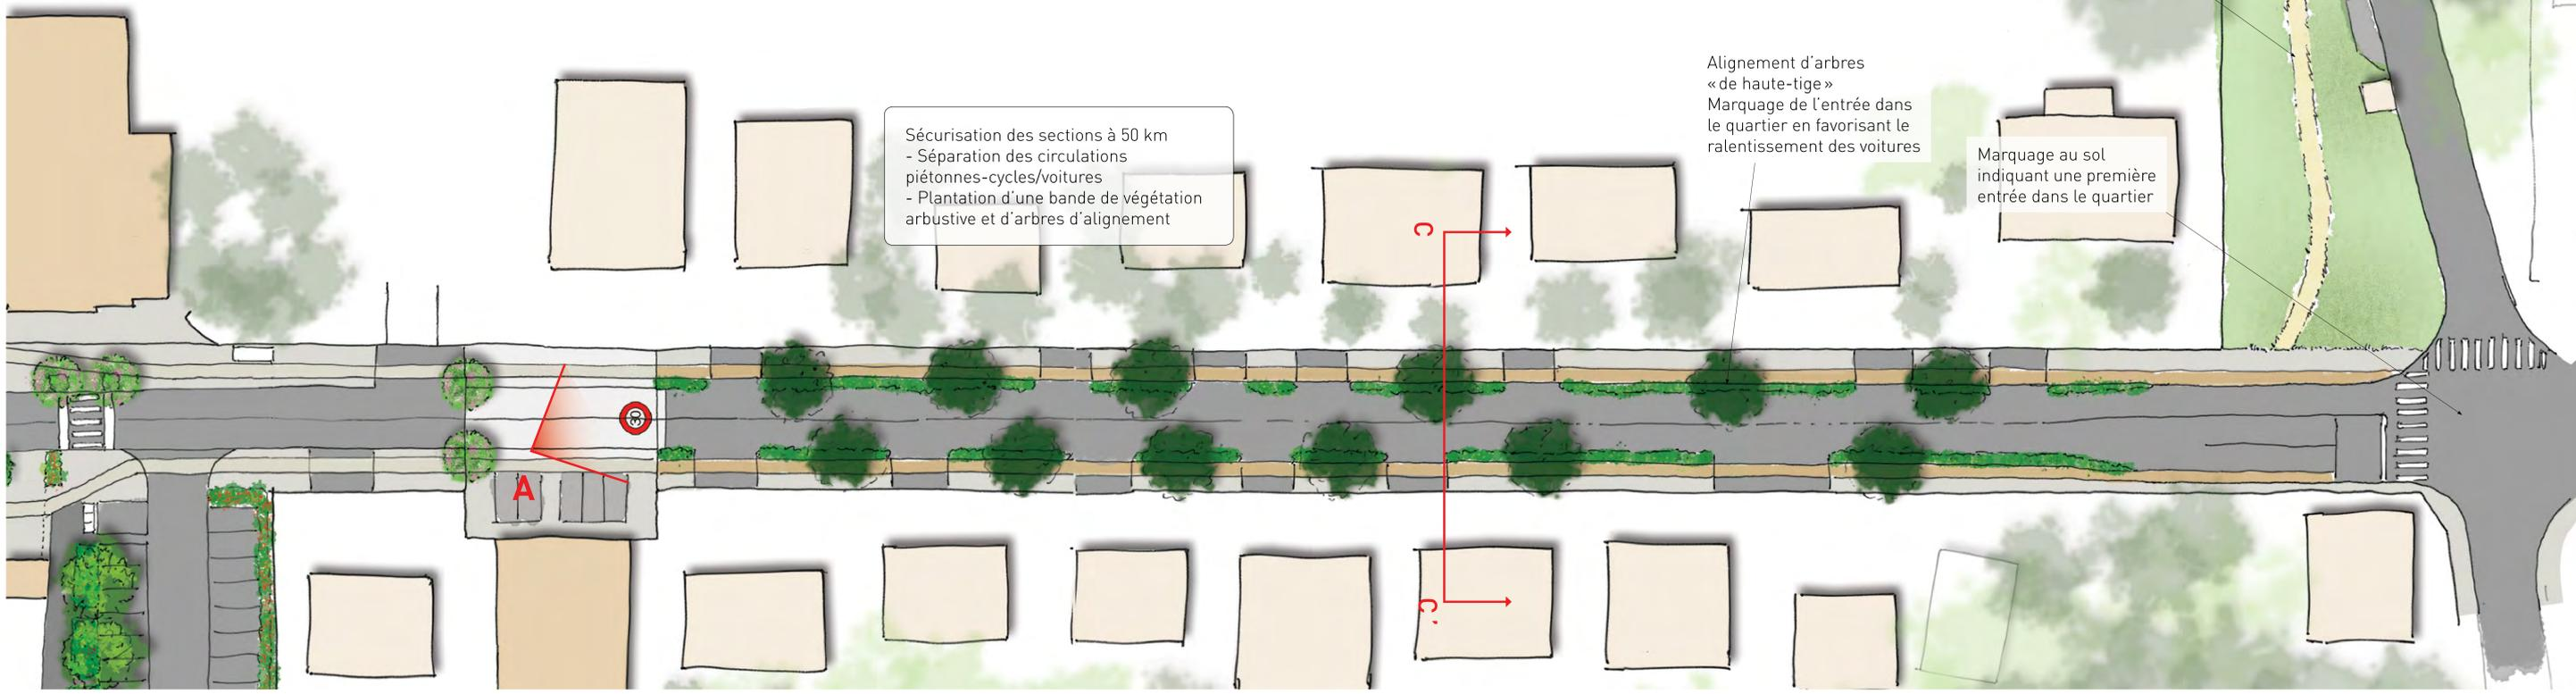 Sécurisation des sections à 50 km
- Séparation des circulations
piétonnes-cycles/voitures
- Plantation d'une bande de végétation
arbustive et d'arbres d'alignement
Alignement d'arbres
« de haute-tige »
Marquage de l'entrée dans
le quartier en favorisant le
ralentissement des voitures
Marquage au sol
indiquant une première
entrée dans le quartier
C
30
A
C'